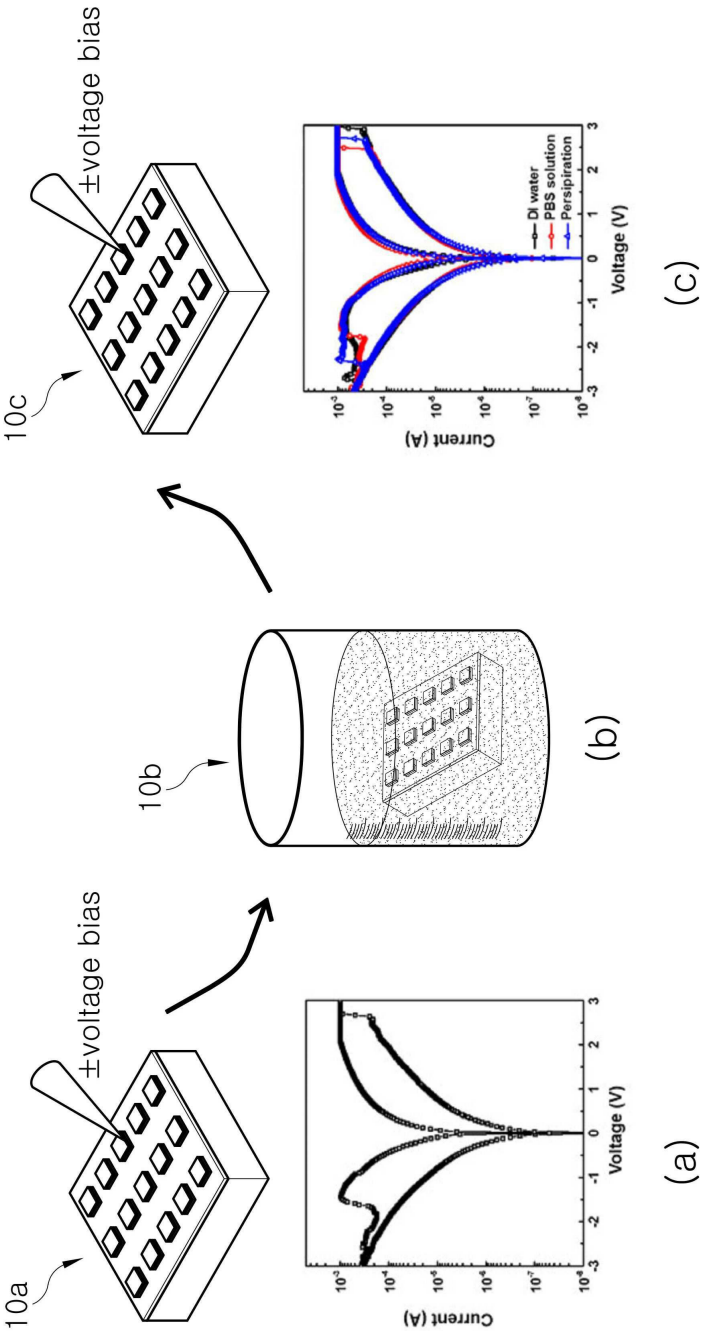 10a
±voltage bias
Current (A)
10⁻³
10⁻⁴
10⁻⁵
10⁻⁶
10⁻⁷
10⁻⁸
-3 -2 -1 0 1 2 3
Voltage (V)
(a)
10b
(b)
10c
±voltage bias
Current (A)
10⁻³
10⁻⁴
10⁻⁵
10⁻⁶
10⁻⁷
10⁻⁸
DI water
PBS solution
Persipiration
-3 -2 -1 0 1 2 3
Voltage (V)
(c)